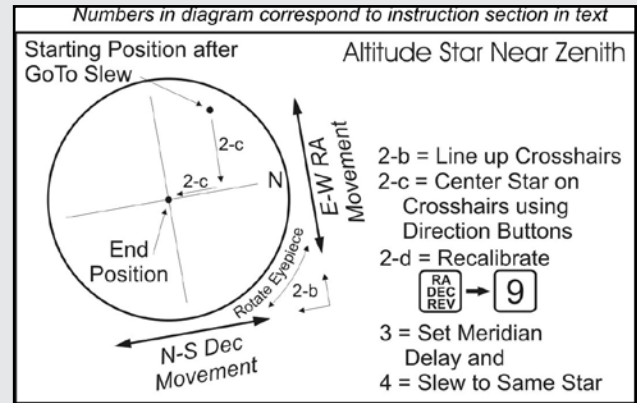 Numbers in diagram correspond to instruction section in text
Starting Position after
GoTo Slew
Altitude Star Near Zenith
2-c
2-c
N
End
Position
E-W RA
Movement
Rotate Eyepiece
2-b
N-S Dec
Movement
2-b = Line up Crosshairs
2-c = Center Star on
Crosshairs using
Direction Buttons
2-d = Recalibrate
RA
DEC
REV
9
3 = Set Meridian
Delay and
4 = Slew to Same Star